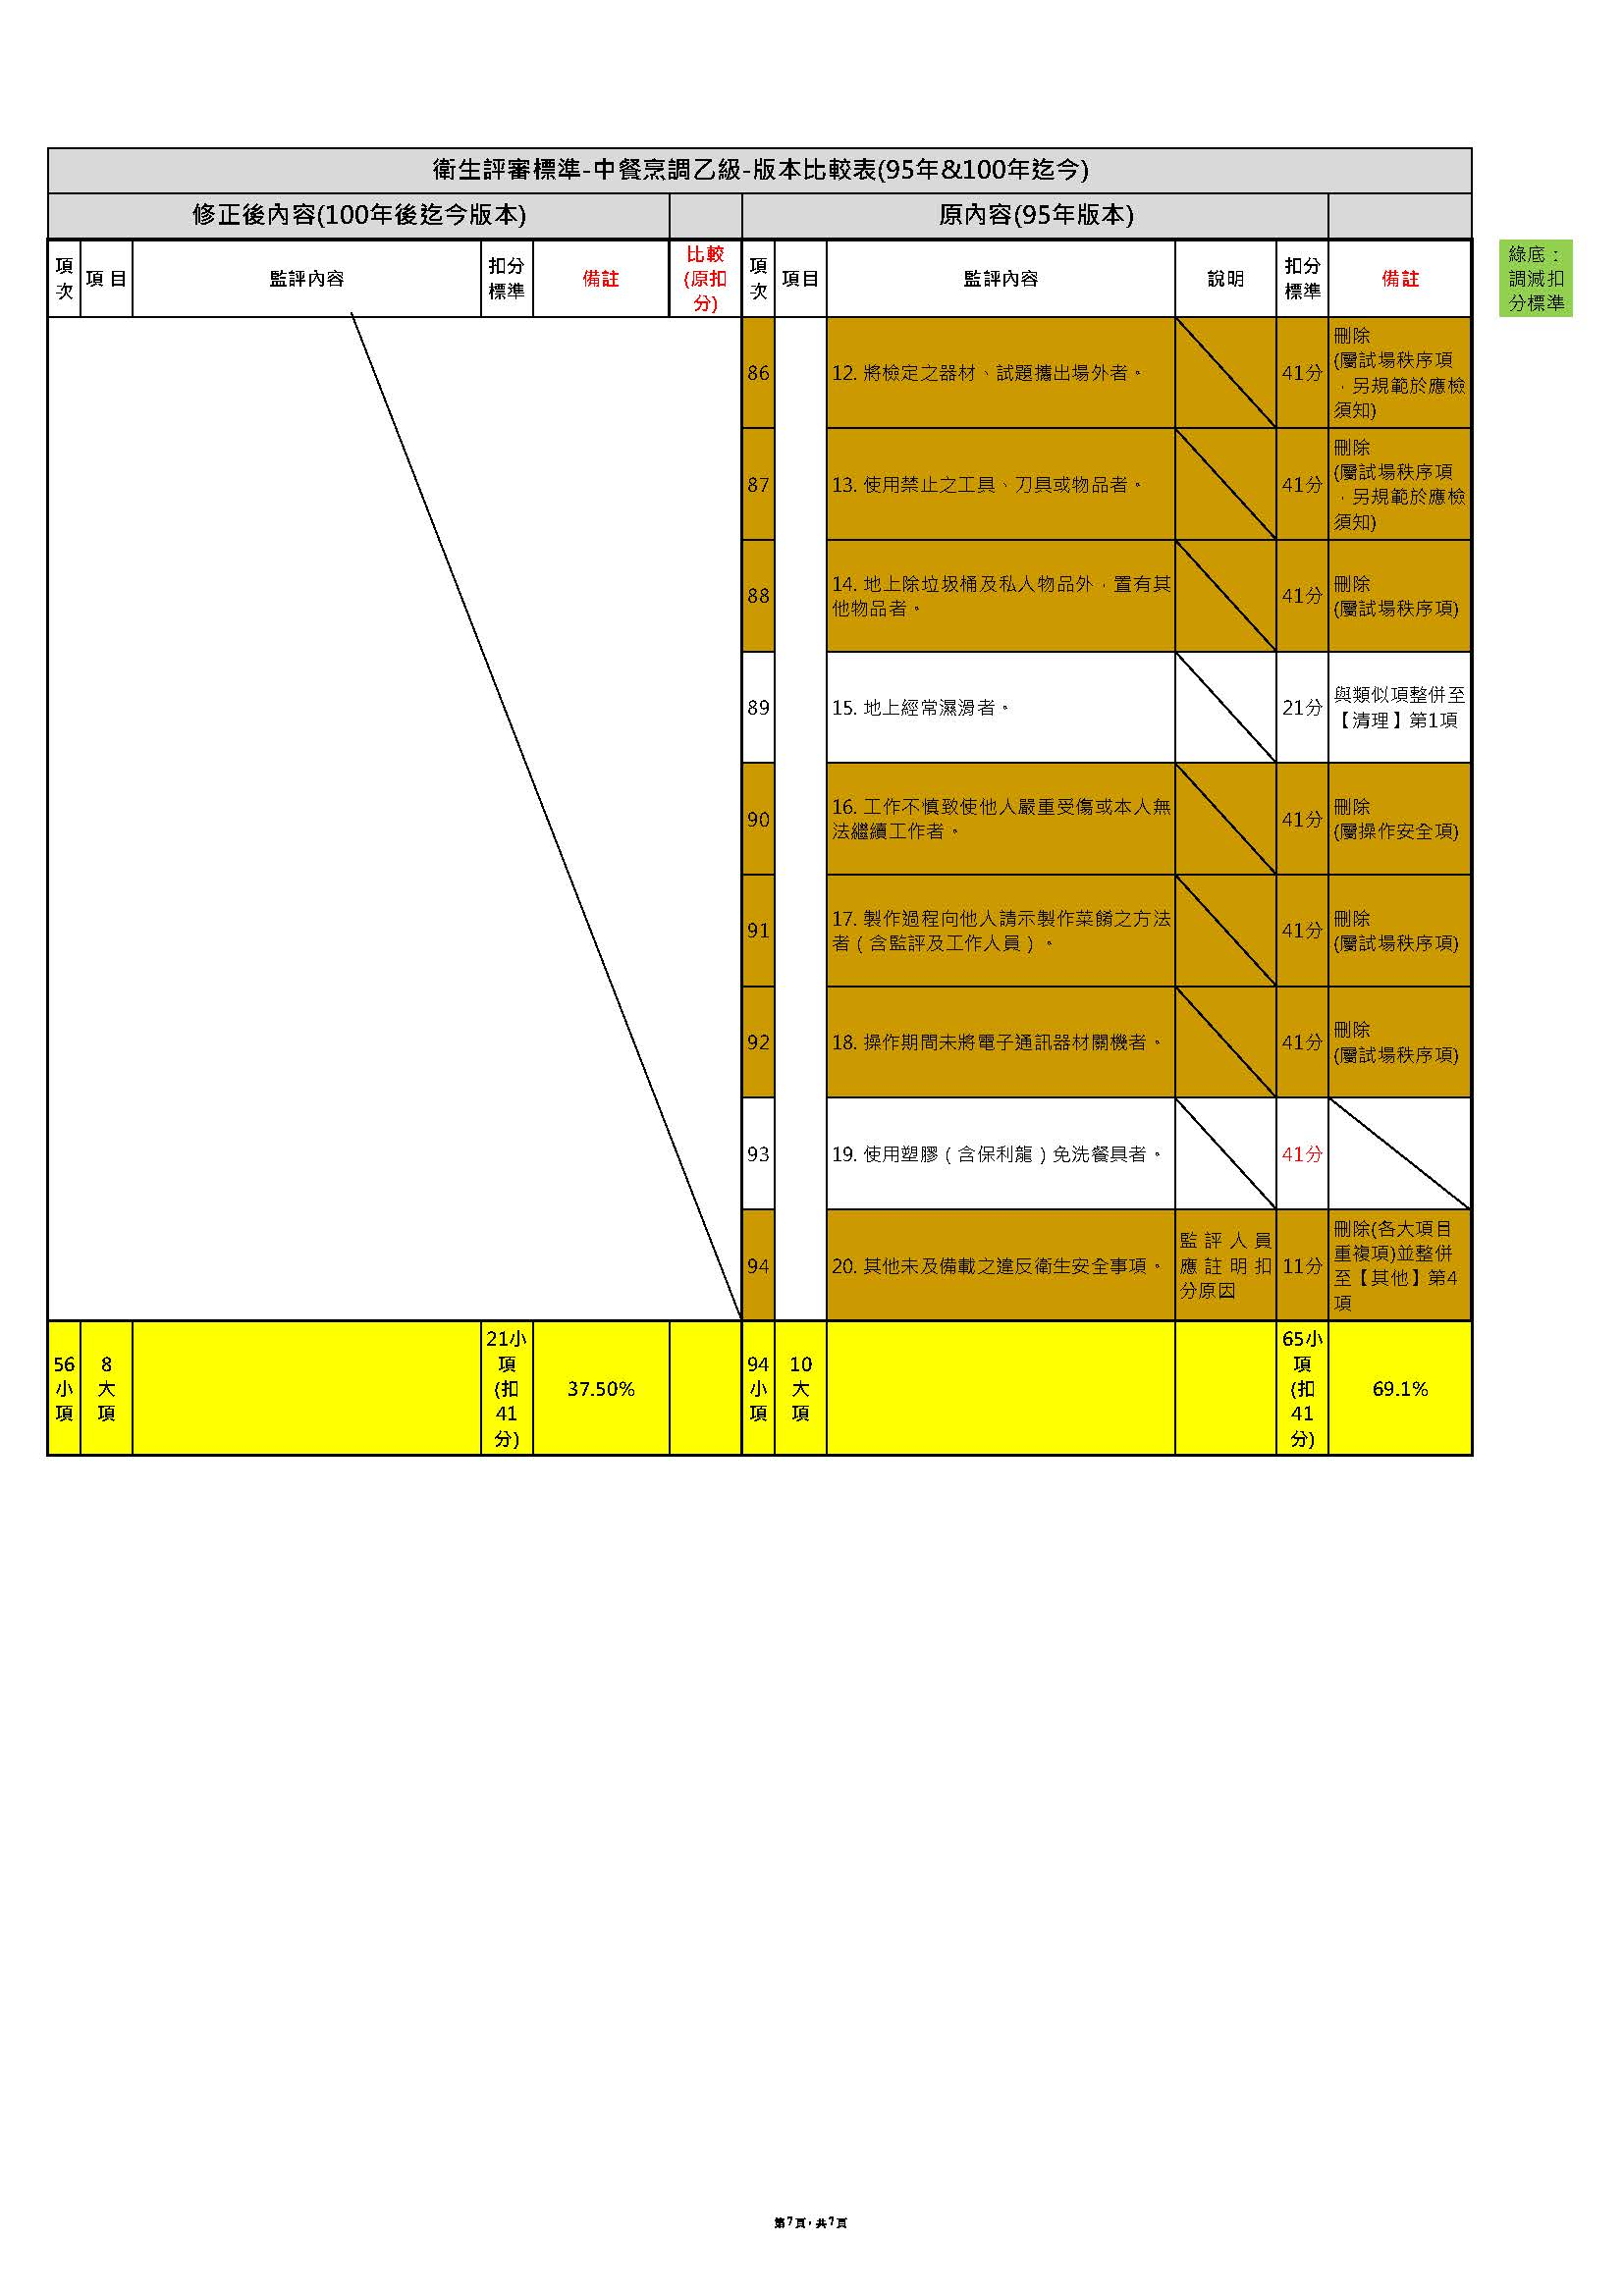 衛生評審標準-中餐烹調乙級-版本比較表(95年&100年迄今)
修正後內容(100年後迄今版本)
原內容(95年版本)
項
次
項 目
監評內容
扣分
標準
備註
比較
(原扣
分)
項
次
項目
監評內容
說明
扣分
標準
備註
綠底：
調減扣
分標準
86
12. 將檢定之器材、試題攜出場外者。
41分
刪除
(屬試場秩序項
，另規範於應檢
須知)
87
13. 使用禁止之工具、刀具或物品者。
41分
刪除
(屬試場秩序項
，另規範於應檢
須知)
88
14. 地上除垃圾桶及私人物品外，置有其
他物品者。
41分
刪除
(屬試場秩序項)
89
15. 地上經常濕滑者。
21分
與類似項整併至
【清理】第1項
90
16. 工作不慎致使他人嚴重受傷或本人無
法繼續工作者。
41分
刪除
(屬操作安全項)
91
17. 製作過程向他人請示製作菜餚之方法
者（含監評及工作人員）。
41分
刪除
(屬試場秩序項)
92
18. 操作期間未將電子通訊器材關機者。
41分
刪除
(屬試場秩序項)
93
19. 使用塑膠（含保利龍）免洗餐具者。
41分
94
20. 其他未及備載之違反衛生安全事項。
監評人員
應註明扣
分原因
11分
刪除(各大項目
重複項)並整併
至【其他】第4
項
56
小
項
8
大
項
21小
項
(扣
41
分)
37.50%
94
小
項
10
大
項
65小
項
(扣
41
分)
69.1%
第 7 頁，共 7 頁